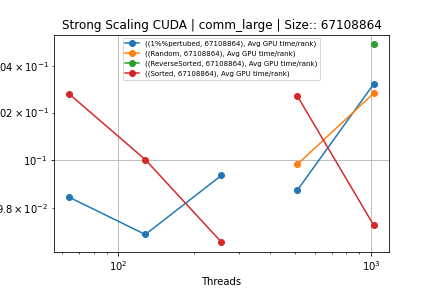 Strong Scaling CUDA | comm_large | Size:: 67108864
((1%%pertubed, 67108864), Avg GPU time/rank)
((Random, 67108864), Avg GPU time/rank)
((ReverseSorted, 67108864), Avg GPU time/rank)
((Sorted, 67108864), Avg GPU time/rank)
04 × 10⁻¹
02 × 10⁻¹
10⁻¹
9.8 × 10⁻²
10² 10³
Threads